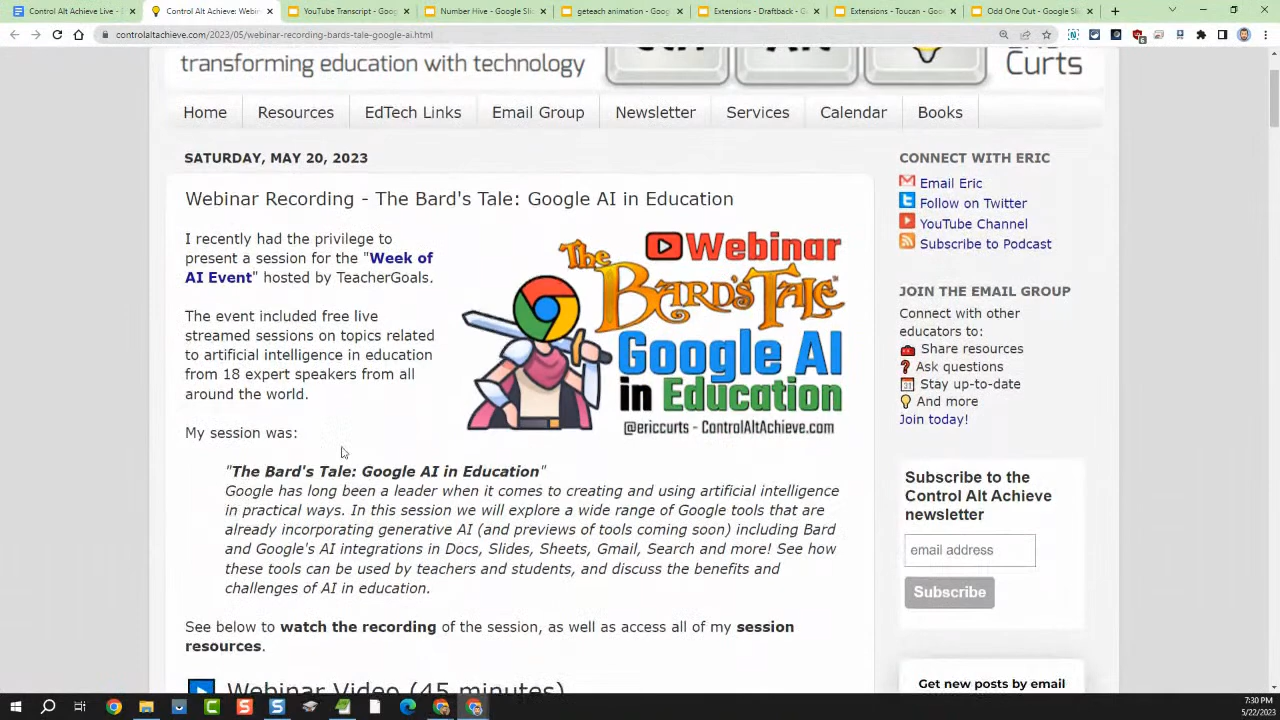 Control Alt Achieve Live -
Control Alt Achieve: Webin
YouTube Transcript - Google
Number Hive - Google Sli
geteach animation - Goog
Extensions - Draftback - G
Extensions - Toucan - Goo
Odd One Out - Google Sl
controlaltachieve.com/2023/05/webinar-recording-bards-tale-google-ai.html
transforming education with technology
Curts
Home
Resources
EdTech Links
Email Group
Newsletter
Services
Calendar
Books
SATURDAY, MAY 20, 2023
Webinar Recording - The Bard's Tale: Google AI in Education
I recently had the privilege to
present a session for the "Week of
AI Event" hosted by TeacherGoals.
The event included free live
streamed sessions on topics related
to artificial intelligence in education
from 18 expert speakers from all
around the world.
My session was:
Webinar
The
Bard's Tale
Google AI
in Education
@ericcurts - ControlAltAchieve.com
"The Bard's Tale: Google AI in Education"
Google has long been a leader when it comes to creating and using artificial intelligence
in practical ways. In this session we will explore a wide range of Google tools that are
already incorporating generative AI (and previews of tools coming soon) including Bard
and Google's AI integrations in Docs, Slides, Sheets, Gmail, Search and more! See how
these tools can be used by teachers and students, and discuss the benefits and
challenges of AI in education.
See below to watch the recording of the session, as well as access all of my session
resources.
Webinar Video (45 minutes)
CONNECT WITH ERIC
Email Eric
Follow on Twitter
YouTube Channel
Subscribe to Podcast
JOIN THE EMAIL GROUP
Connect with other
educators to:
Share resources
Ask questions
Stay up-to-date
And more
Join today!
Subscribe to the
Control Alt Achieve
newsletter
email address
Subscribe
Get new posts by email
7:30 PM
5/22/2023